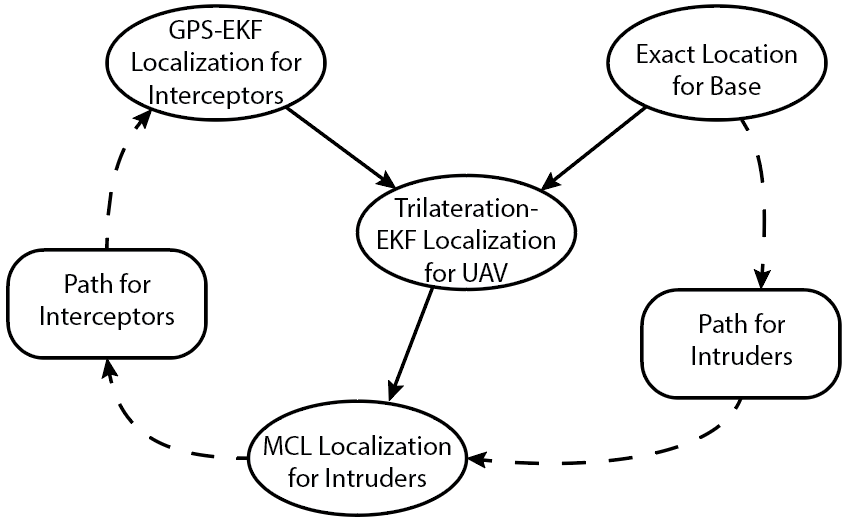 GPS-EKF
Localization for
Interceptors
Exact Location
for Base
Trilateration-
EKF Localization
for UAV
Path for
Interceptors
Path for
Intruders
MCL Localization
for Intruders